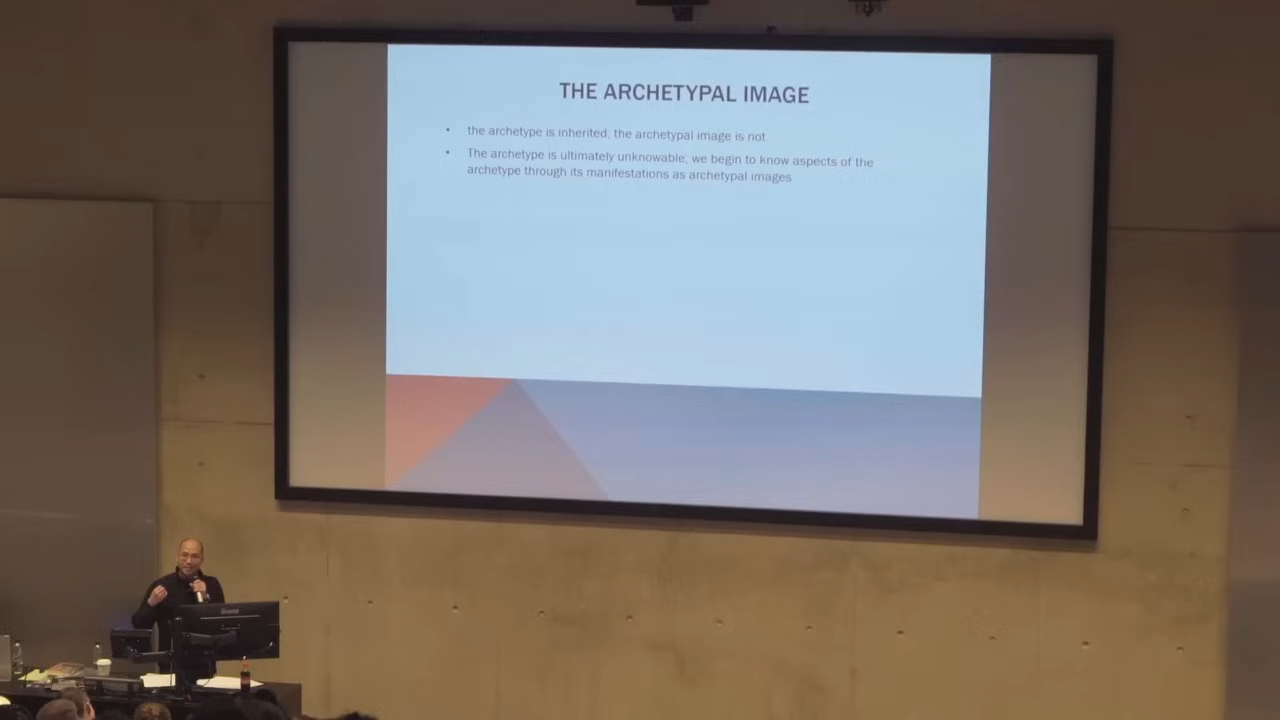 THE ARCHETYPAL IMAGE
• the archetype is inherited; the archetypal image is not
• The archetype is ultimately unknowable; we begin to know aspects of the
archetype through its manifestations as archetypal images